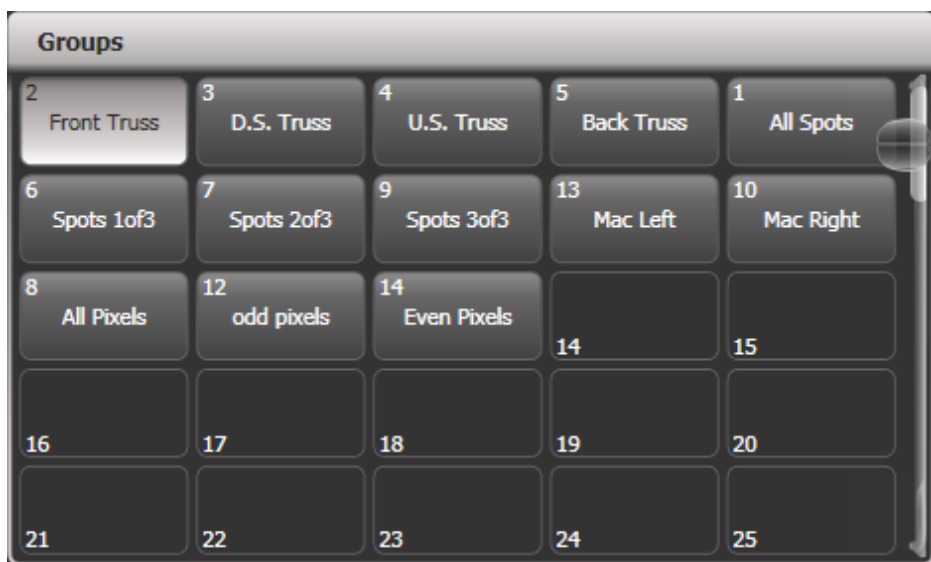 Groups
2
Front Truss
3
D.S. Truss
4
U.S. Truss
5
Back Truss
1
All Spots
6
Spots 1of3
7
Spots 2of3
9
Spots 3of3
13
Mac Left
10
Mac Right
8
All Pixels
12
odd pixels
14
Even Pixels
14
15
16
17
18
19
20
21
22
23
24
25